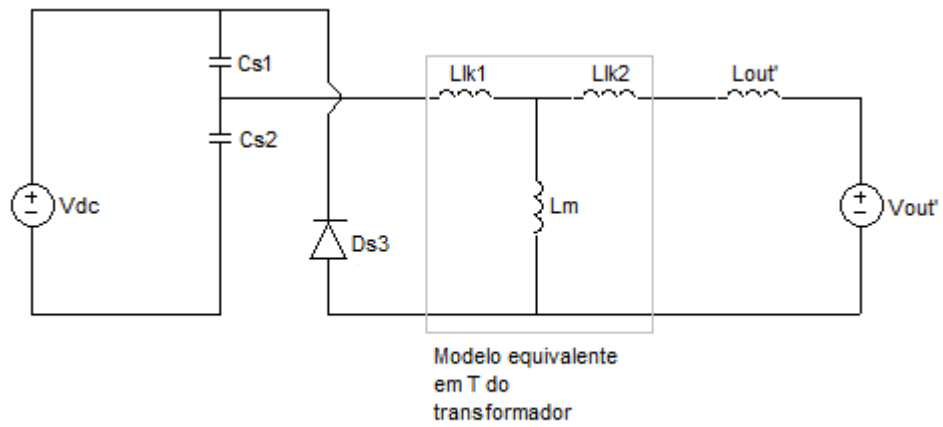 Cs1
Llk1
Llk2
Lout'
Cs2
Vdc
Lm
Vout'
Ds3
Modelo equivalente
em T do
transformador